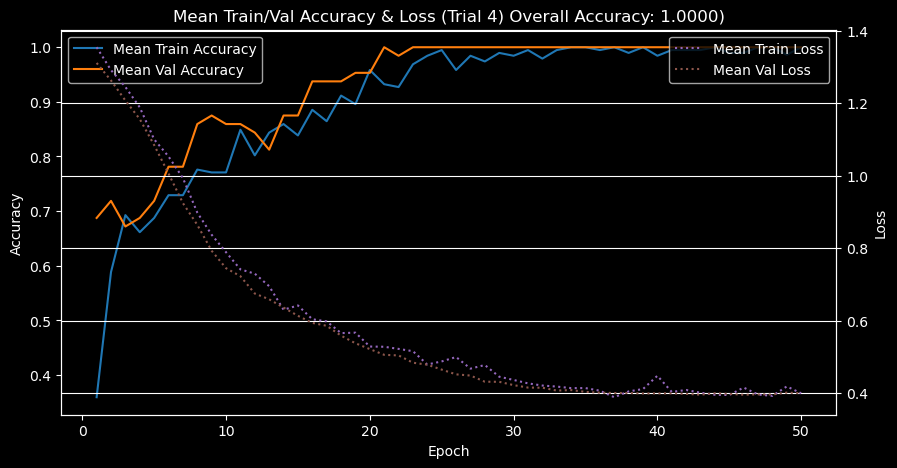 Mean Train/Val Accuracy & Loss (Trial 4) Overall Accuracy: 1.0000)
Mean Train Accuracy
Mean Val Accuracy
Mean Train Loss
Mean Val Loss
Accuracy
1.0
0.9
0.8
0.7
0.6
0.5
0.4
1.4
1.2
1.0
0.8
0.6
0.4
Loss
0 10 20 30 40 50
Epoch